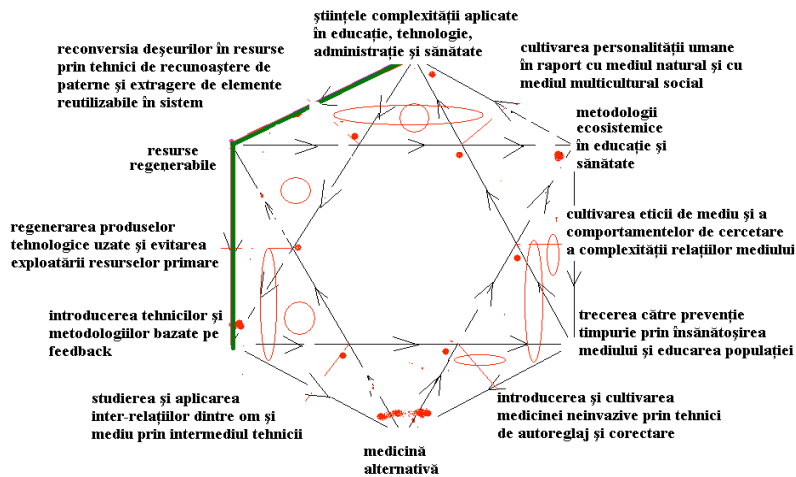 științele complexității aplicate
în educație, tehnologie,
administrație și sănătate
reconversia deșeurilor în resurse
prin tehnici de recunoaștere de
paterne și extragere de elemente
reutilizabile în sistem
cultivarea personalității umane
în raport cu mediul natural și cu
mediul multicultural social
metodologii
ecosistemice
în educație și
sănătate
resurse
regenerabile
regenerarea produselor
tehnologice uzate și evitarea
exploatării resurselor primare
cultivarea eticii de mediu și a
comportamentelor de cercetare
a complexității relațiilor mediului
introducerea tehnicilor și
metodologiilor bazate pe
feedback
trecerea către prevenție
timpurie prin însănătoșirea
mediului și educarea populației
studierea și aplicarea
inter-relațiilor dintre om și
mediu prin intermediul tehnicii
introducerea și cultivarea
medicinei neinvazive prin tehnici
de autoreglaj și corectare
medicină
alternativă